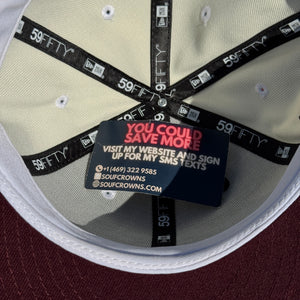 59FIFTY
59FIFTY
59FIFTY
59FIFTY
YOU COULD
SAVE MORE
VISIT MY WEBSITE AND SIGN
UP FOR MY SMS TEXTS
+1 (469) 322 9585
SOUFCROWNS
SOUFCROWNS.COM
59FIFTY